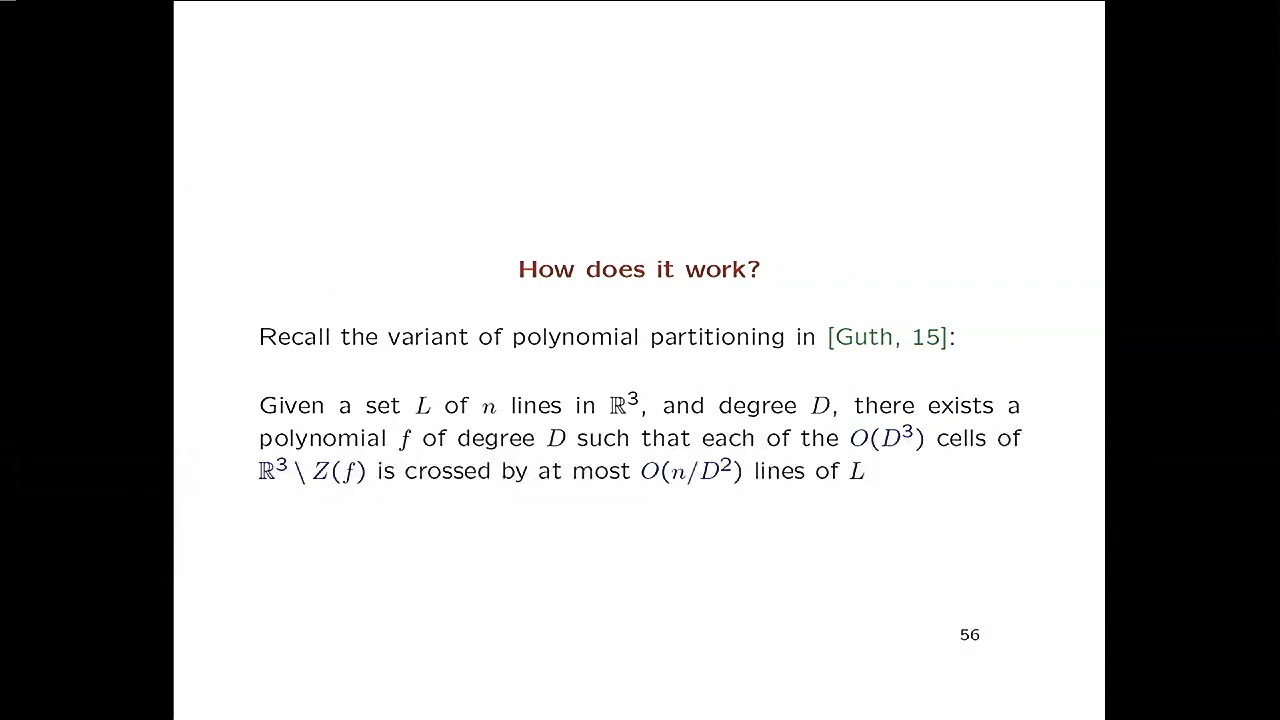 How does it work?
Recall the variant of polynomial partitioning in [Guth, 15]:
Given a set L of n lines in ℝ³, and degree D, there exists a
polynomial f of degree D such that each of the O(D³) cells of
ℝ³ \ Z(f) is crossed by at most O(n/D²) lines of L
56